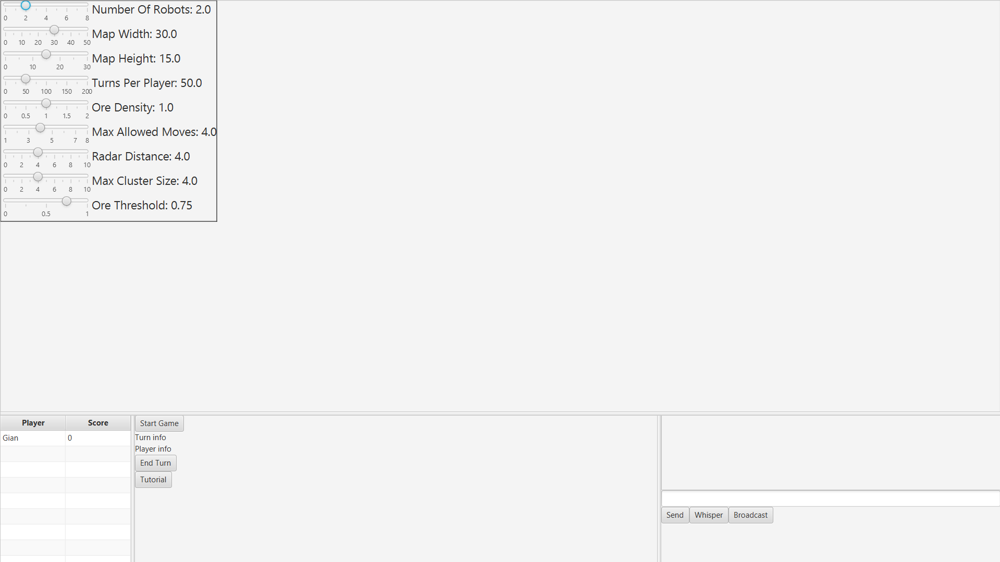 Number Of Robots: 2.0
0 2 4 6 8
Map Width: 30.0
0 10 20 30 40 50
Map Height: 15.0
0 10 20 30
Turns Per Player: 50.0
0 50 100 150 200
Ore Density: 1.0
0 0.5 1 1.5 2
Max Allowed Moves: 4.0
1 3 5 7 8
Radar Distance: 4.0
0 2 4 6 8 10
Max Cluster Size: 4.0
0 2 4 6 8 10
Ore Threshold: 0.75
0 0.5 1
Player Score
Gian 0
Start Game
Turn info
Player info
End Turn
Tutorial
Send Whisper Broadcast